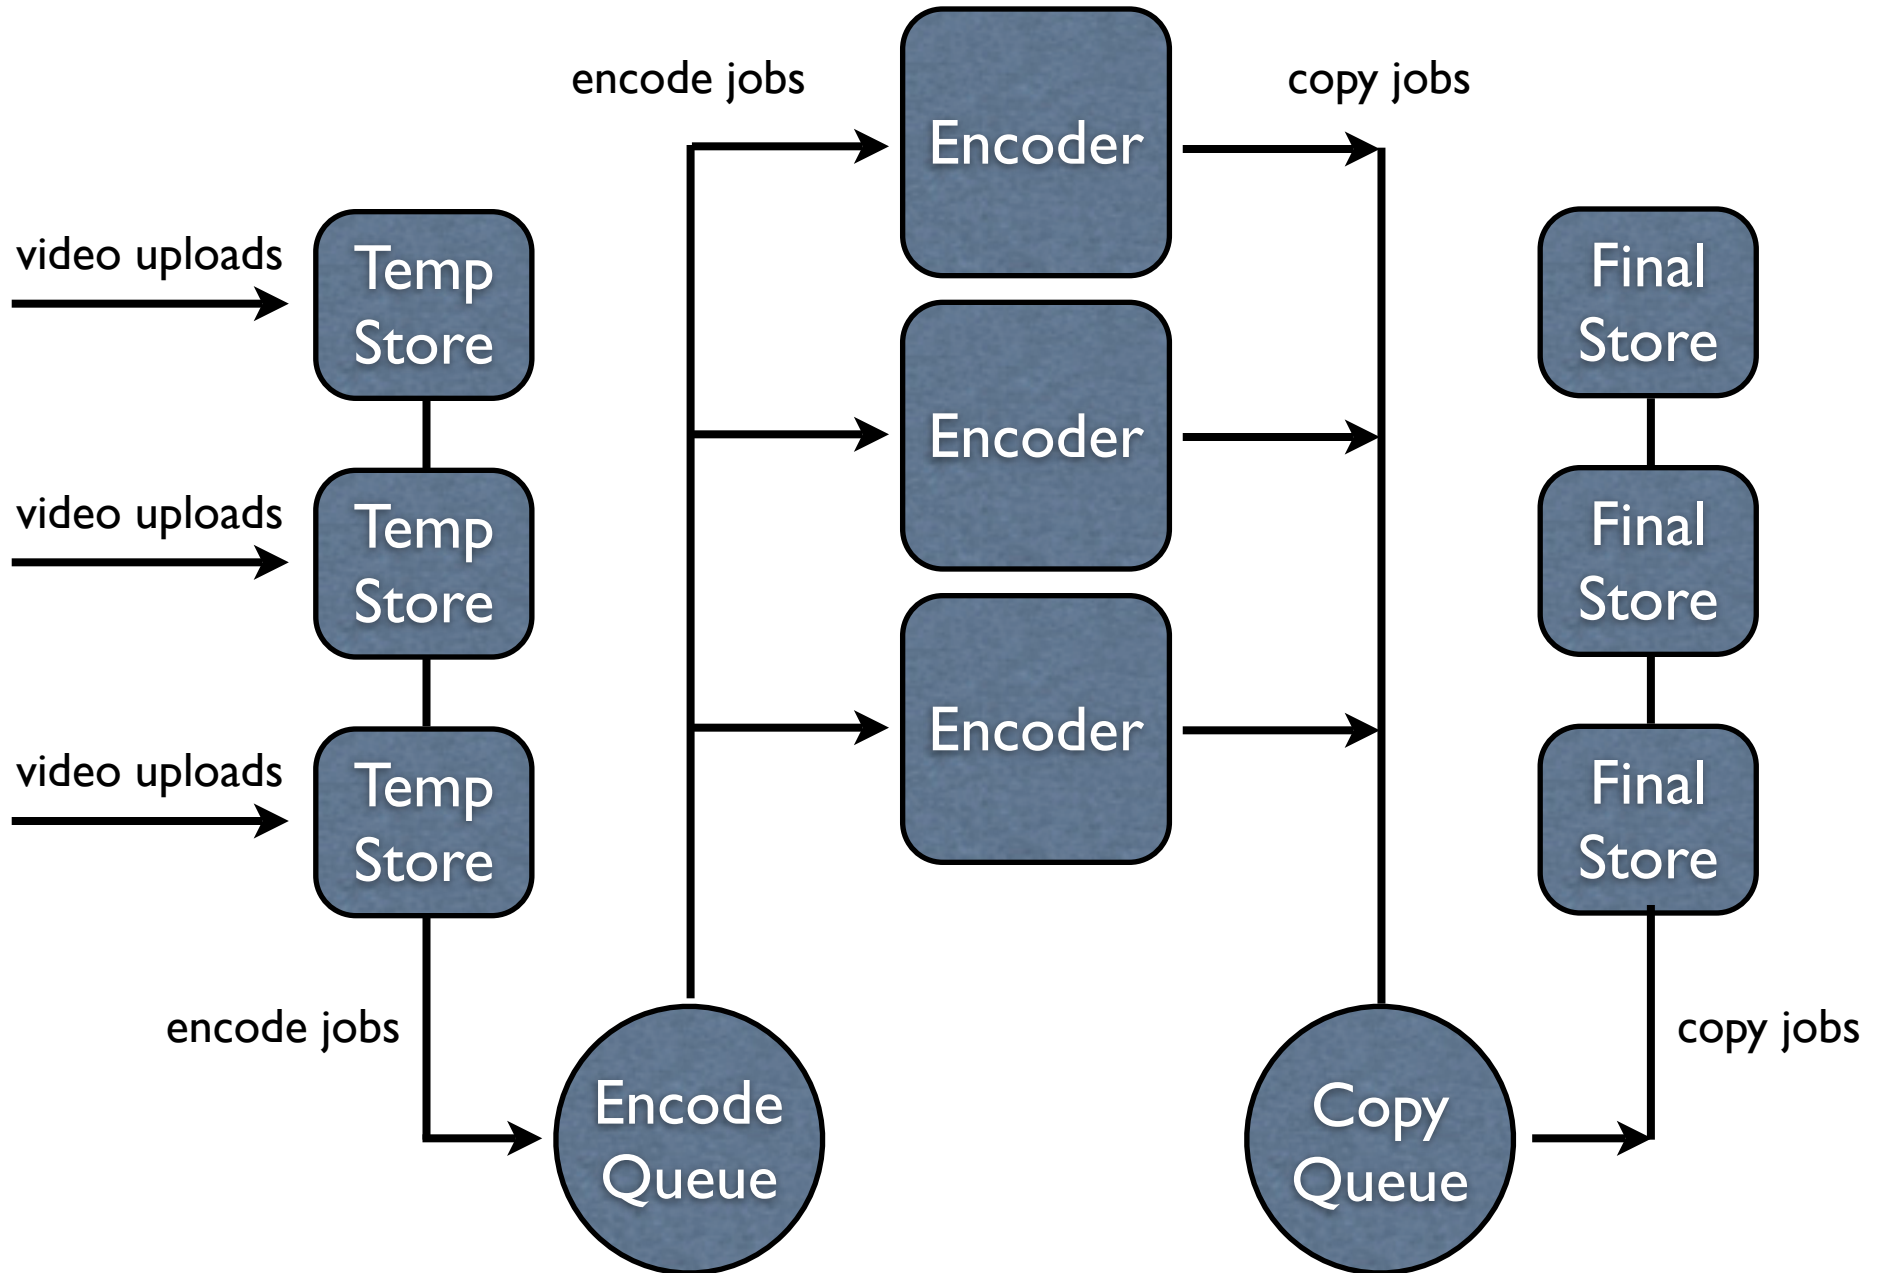 encode jobs
copy jobs
Encoder
video uploads
Temp
Store
Final
Store
Encoder
video uploads
Temp
Store
Final
Store
Encoder
video uploads
Temp
Store
Final
Store
encode jobs
copy jobs
Encode
Queue
Copy
Queue